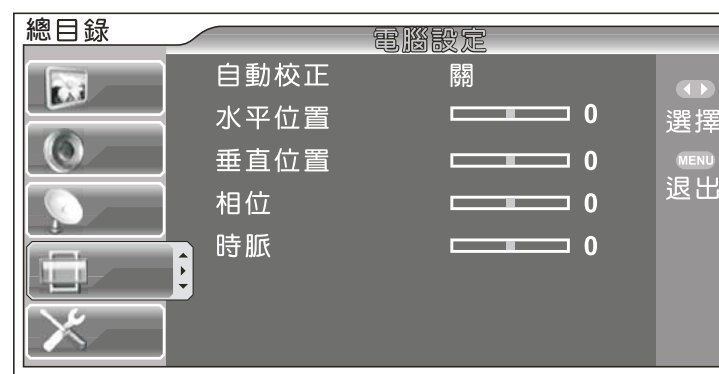 總目錄
電腦設定
自動校正 關
水平位置 0
垂直位置 0
相位 0
時脈 0
選擇
MENU
退出